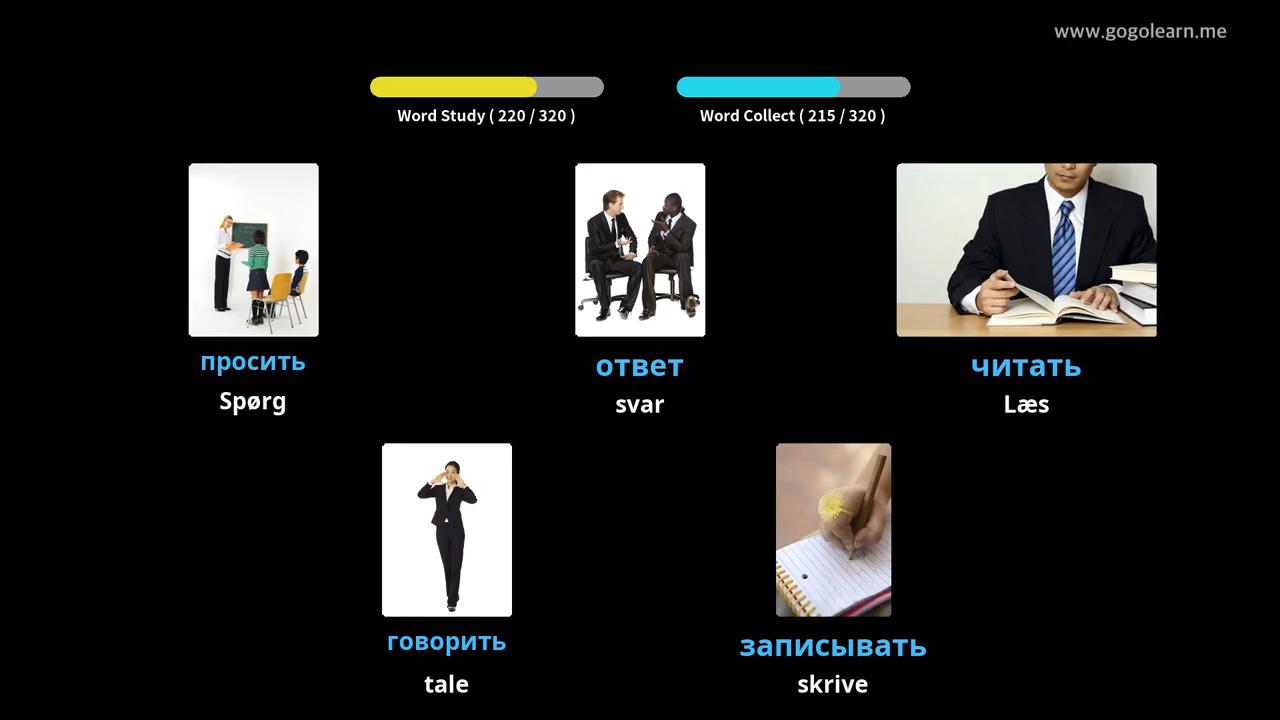 www.gogolearn.me
Word Study ( 220 / 320 )
Word Collect ( 215 / 320 )
просить
Spørg
ответ
svar
читать
Læs
говорить
tale
записывать
skrive